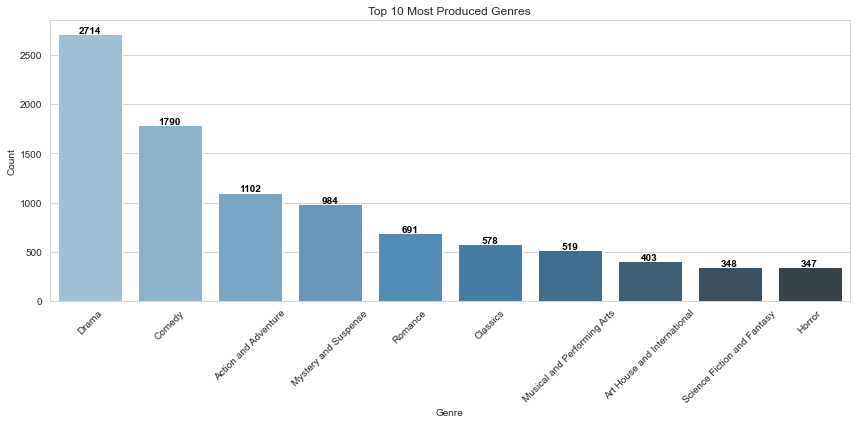 Top 10 Most Produced Genres
2714
1790
1102
984
691
578
519
403
348
347
2500
2000
1500
1000
500
0
Count
Drama
Comedy
Action and Adventure
Mystery and Suspense
Romance
Classics
Musical and Performing Arts
Art House and International
Science Fiction and Fantasy
Horror
Genre